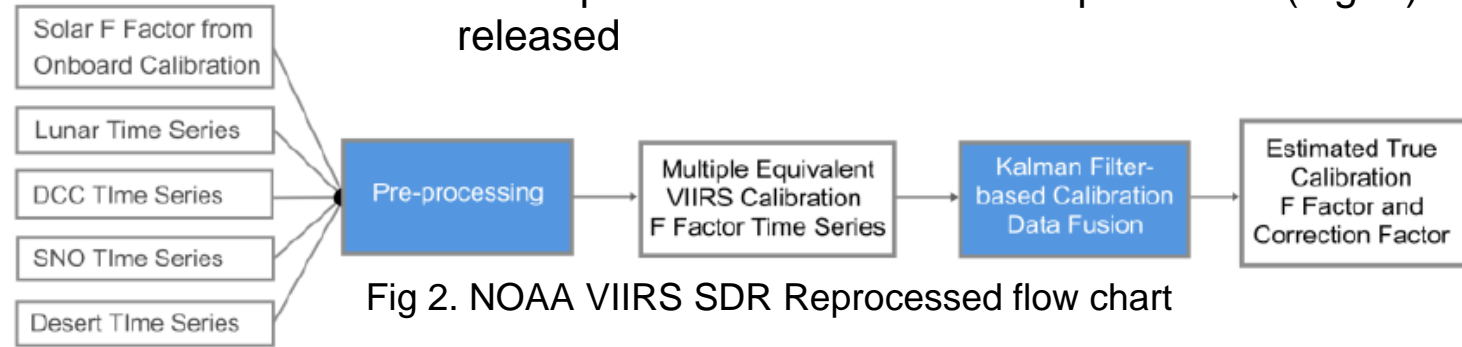 released
Solar F Factor from
Onboard Calibration
Lunar Time Series
DCC TIme Series
SNO TIme Series
Desert TIme Series
Pre-processing
Multiple Equivalent
VIIRS Calibration
F Factor Time Series
Kalman Filter-
based Calibration
Data Fusion
Estimated True
Calibration
F Factor and
Correction Factor
Fig 2. NOAA VIIRS SDR Reprocessed flow chart